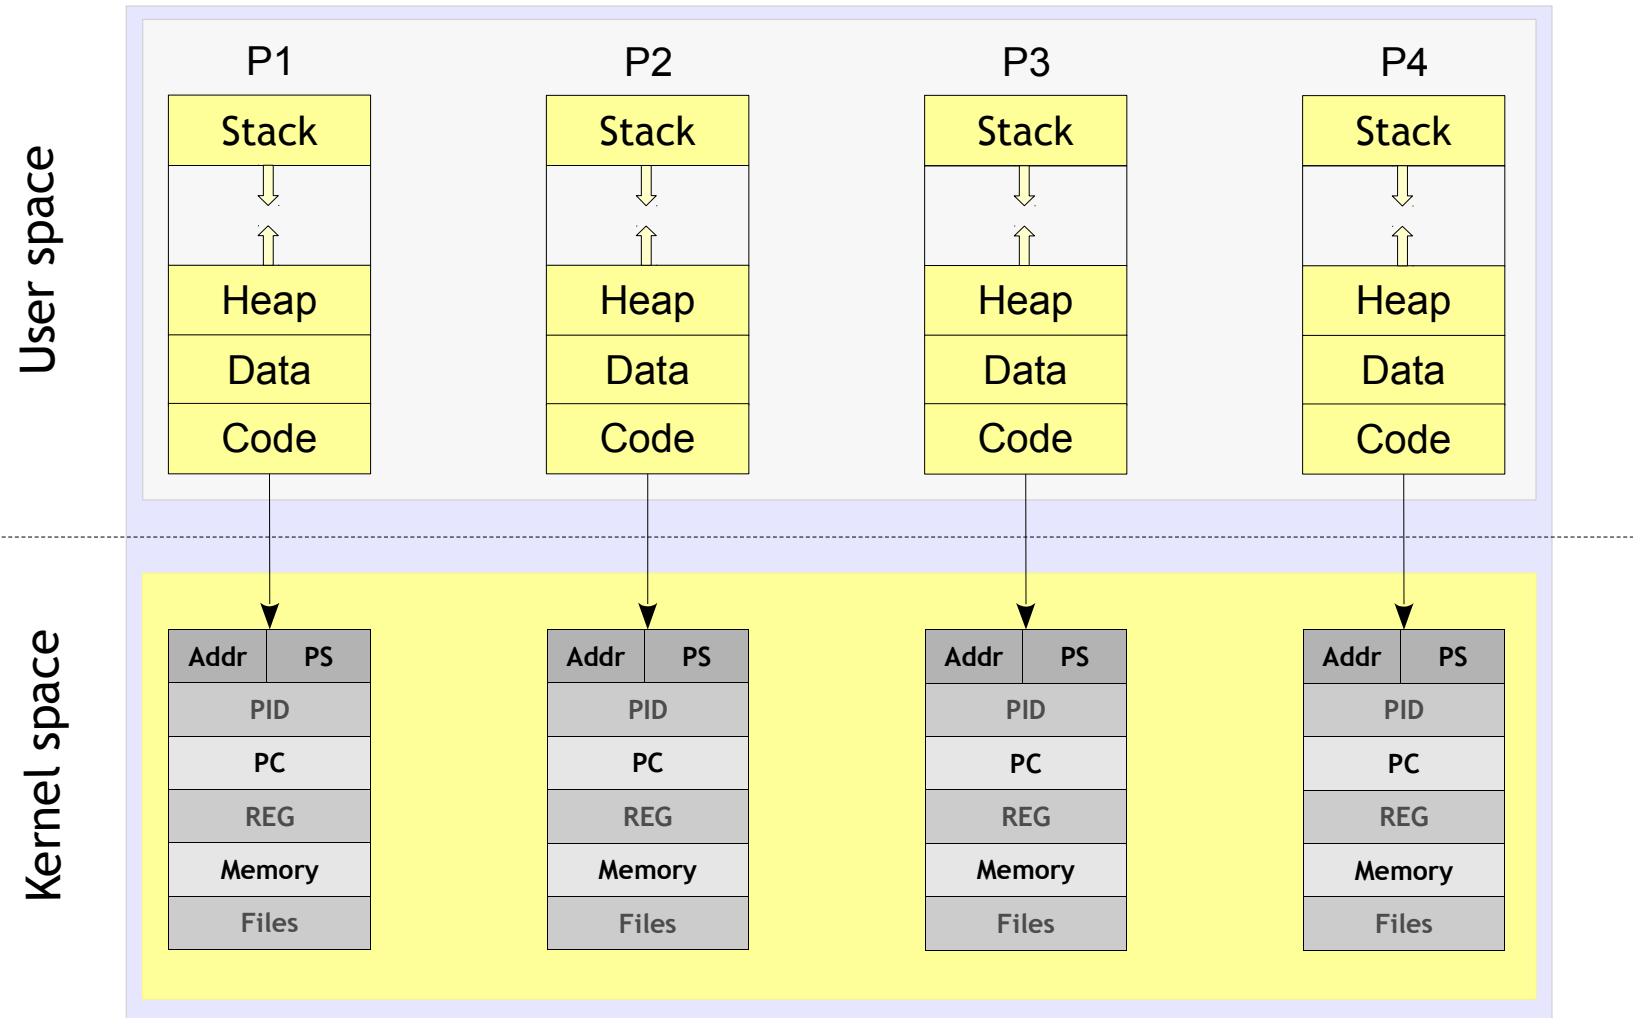 P1 P2 P3 P4
Stack Stack Stack Stack
Heap Heap Heap Heap
Data Data Data Data
Code Code Code Code
User space
Addr PS Addr PS Addr PS Addr PS
PID PID PID PID
PC PC PC PC
REG REG REG REG
Memory Memory Memory Memory
Files Files Files Files
Kernel space